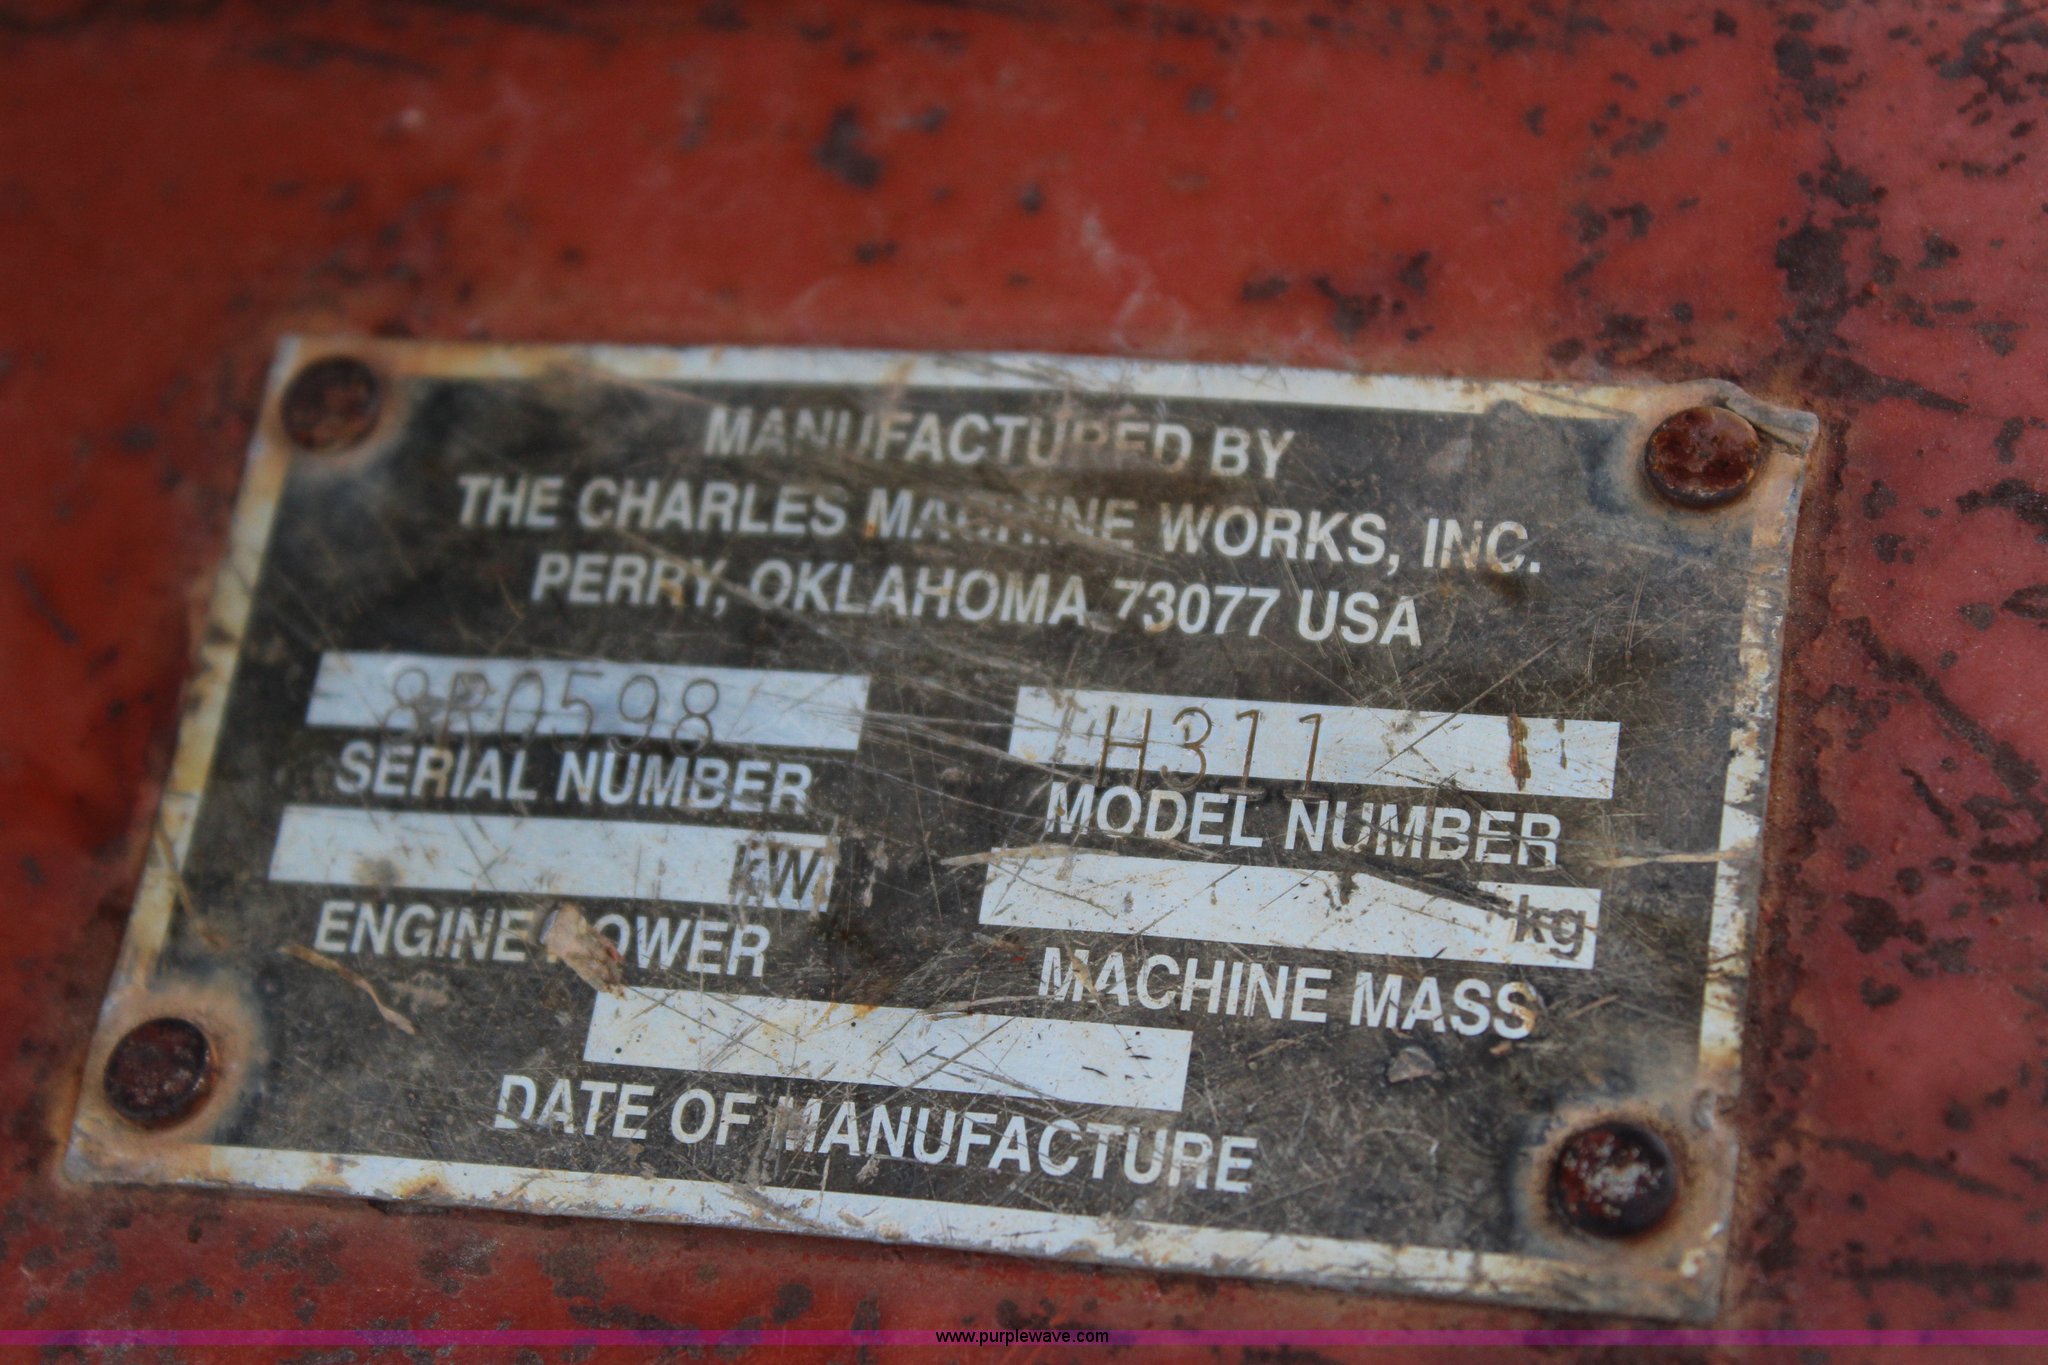 MANUFACTURED BY
THE CHARLES MACHINE WORKS, INC.
PERRY, OKLAHOMA 73077 USA
8R0598
SERIAL NUMBER
H311
MODEL NUMBER
kW
ENGINE POWER
kg
MACHINE MASS
DATE OF MANUFACTURE
www.purplewave.com